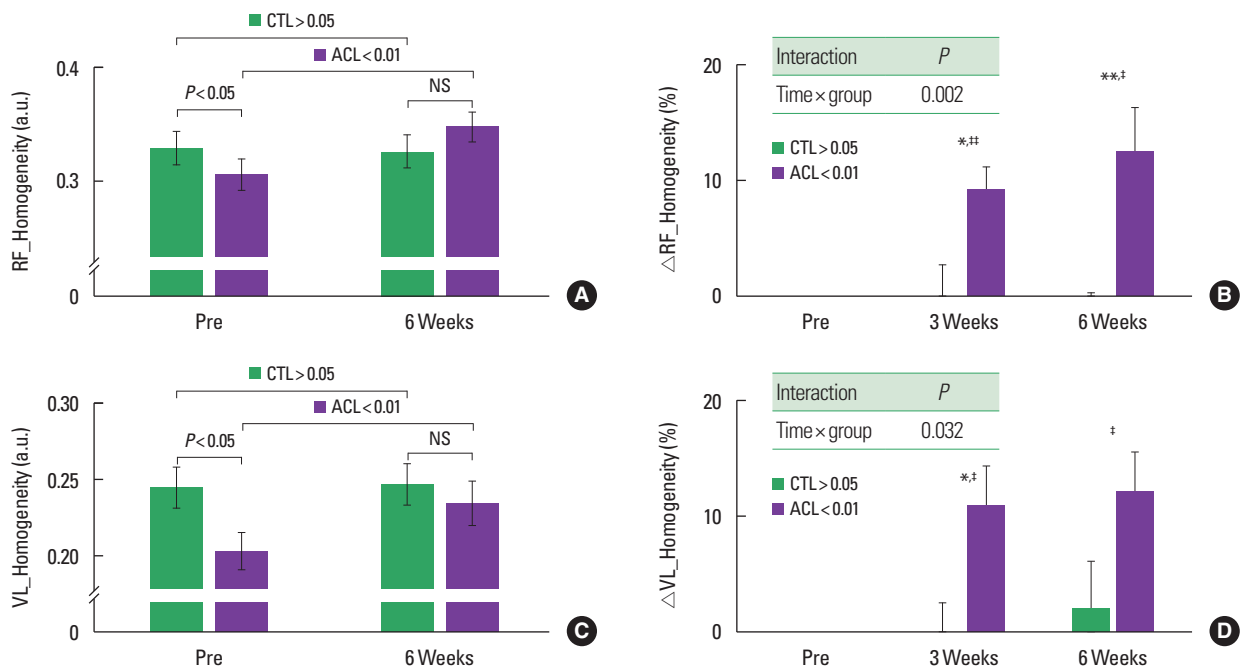 CTL>0.05
ACL<0.01
0.4
P<0.05
NS
RF_Homogeneity (a.u.)
0.3
0
Pre
6 Weeks
A
Interaction P
Time×group 0.002
20
**,‡
*,‡‡
CTL>0.05
ACL<0.01
△RF_Homogeneity (%)
10
0
Pre
3 Weeks
6 Weeks
B
CTL>0.05
ACL<0.01
0.30
P<0.05
NS
VL_Homogeneity (a.u.)
0.25
0.20
0
Pre
6 Weeks
C
Interaction P
Time×group 0.032
20
‡
*,‡
CTL>0.05
ACL<0.01
△VL_Homogeneity (%)
10
0
Pre
3 Weeks
6 Weeks
D